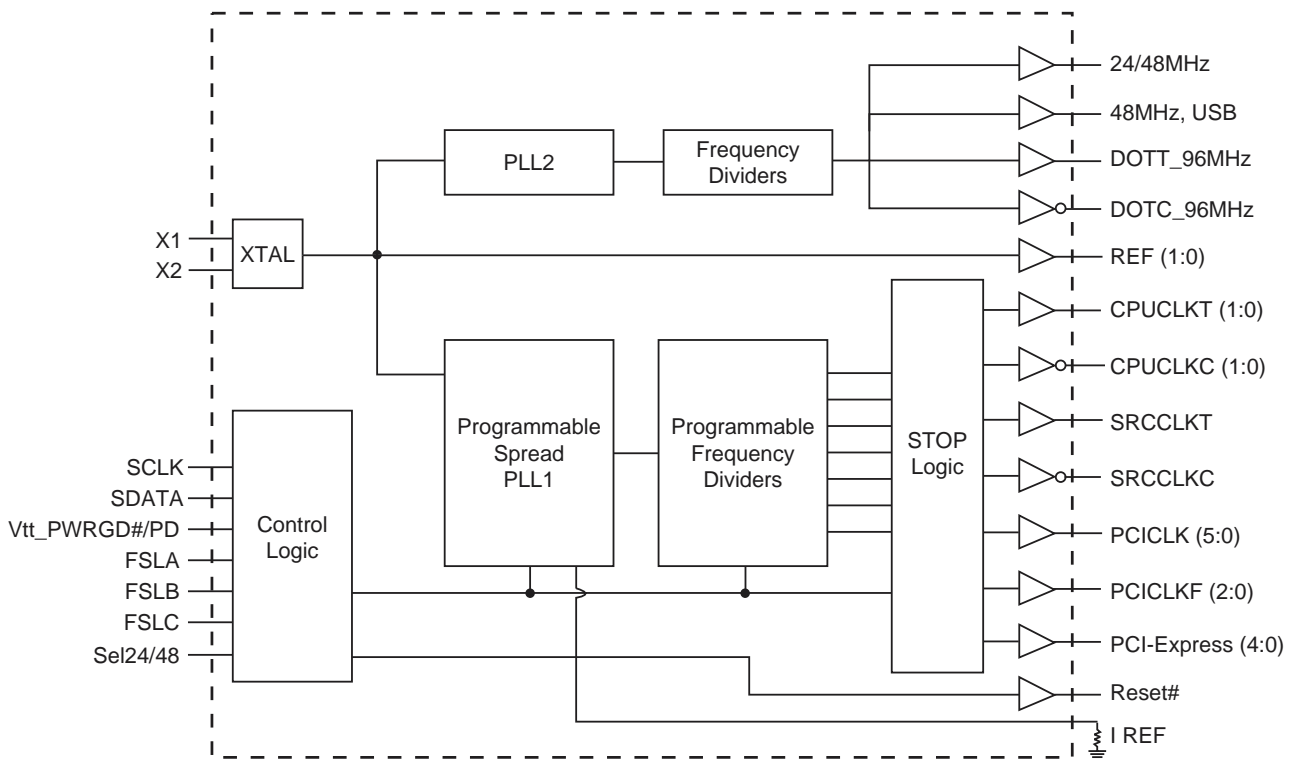 24/48MHz
48MHz, USB
PLL2
Frequency
Dividers
DOTT_96MHz
DOTC_96MHz
X1
X2
XTAL
REF (1:0)
CPUCLKT (1:0)
CPUCLKC (1:0)
Programmable
Spread
PLL1
Programmable
Frequency
Dividers
STOP
Logic
SRCCLKT
SRCCLKC
SCLK
SDATA
Vtt_PWRGD#/PD
FSLA
FSLB
FSLC
Sel24/48
Control
Logic
PCICLK (5:0)
PCICLKF (2:0)
PCI-Express (4:0)
Reset#
I REF